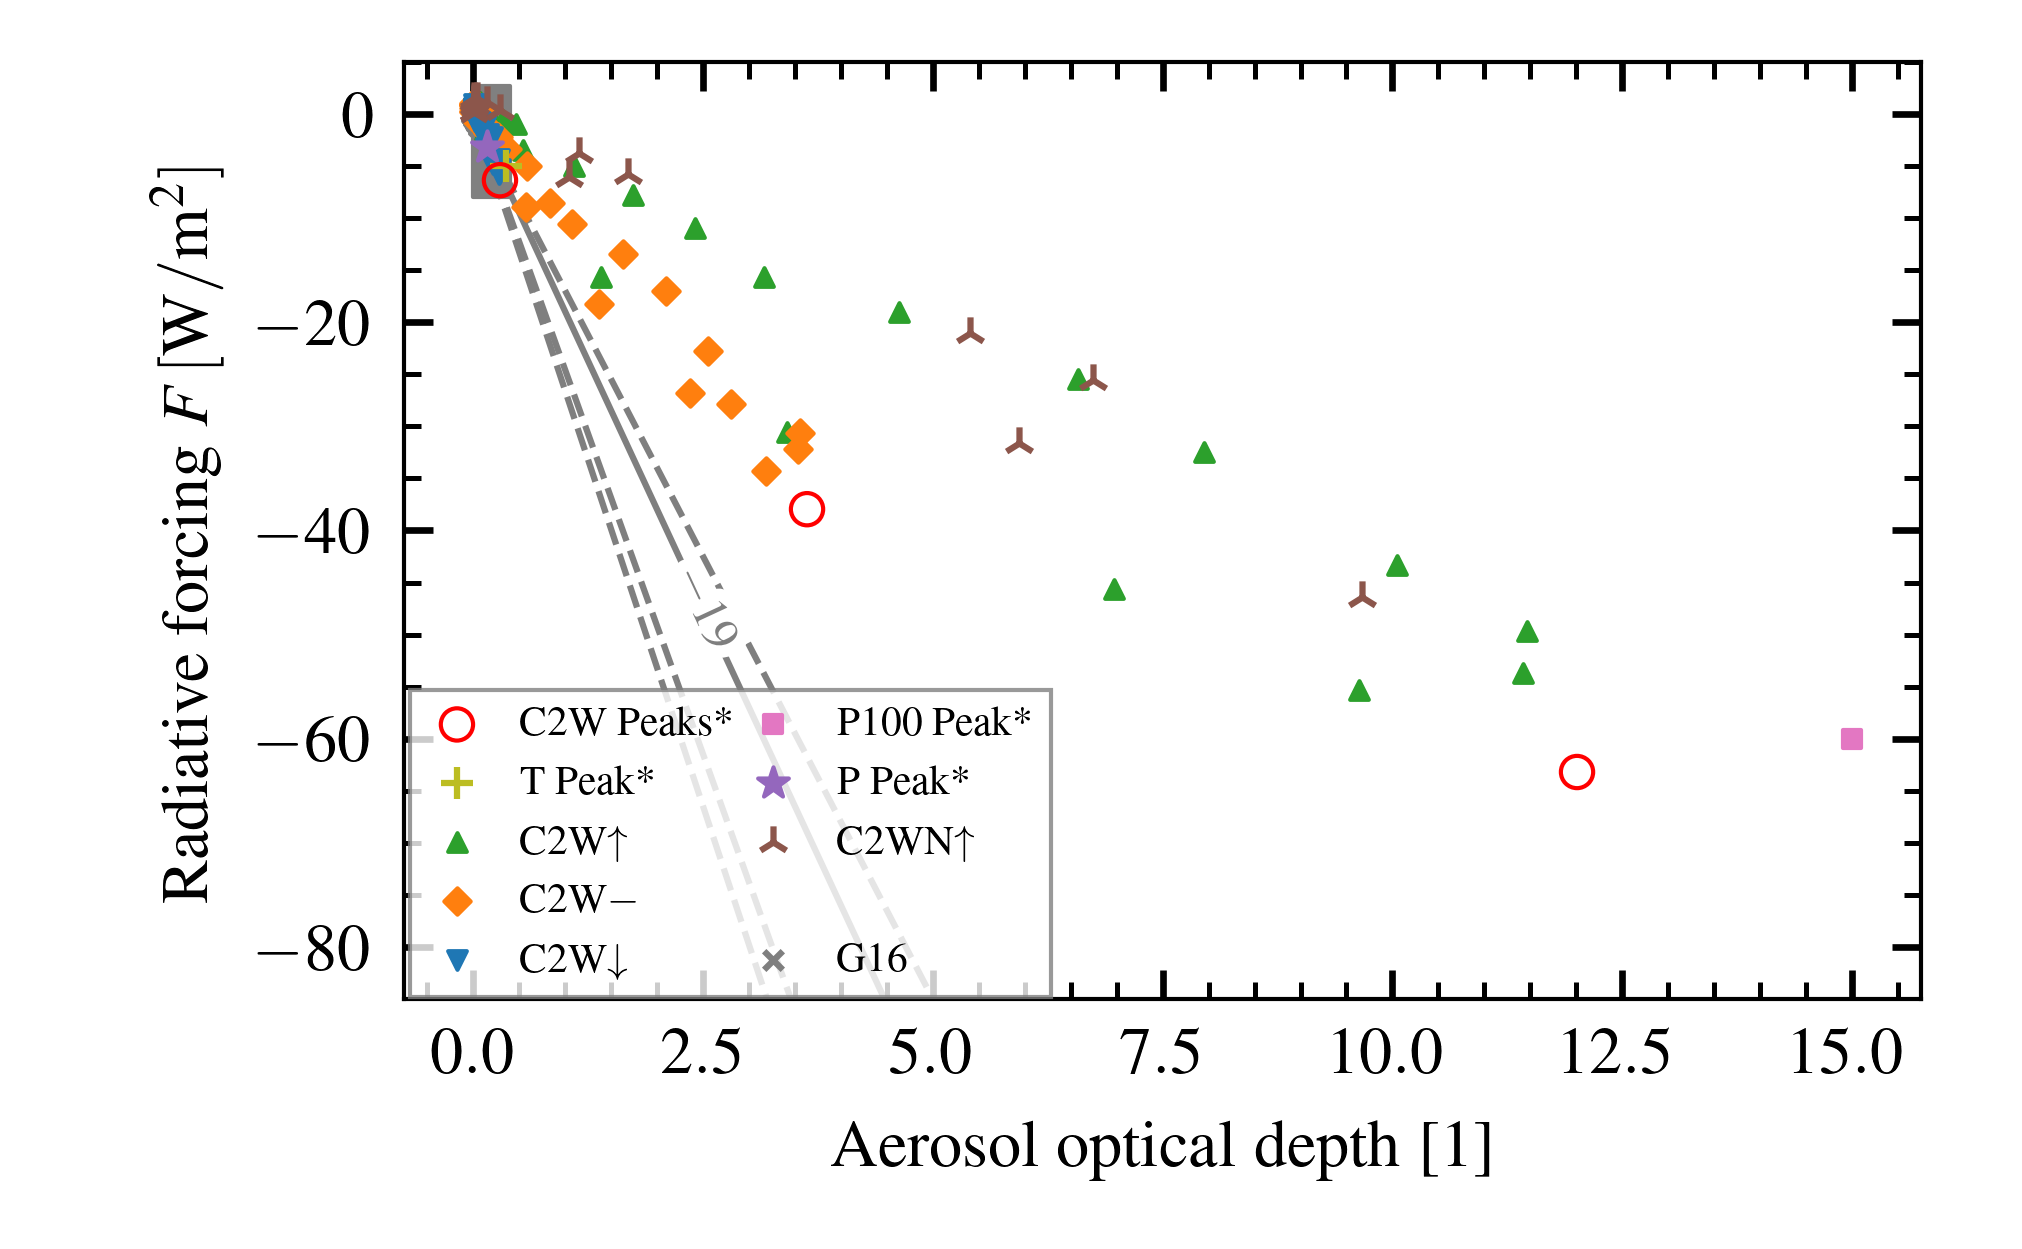 0
−20
−40
−60
−80
Radiative forcing F [W/m²]
−19
C2W Peaks*
T Peak*
C2W↑
C2W−
C2W↓
P100 Peak*
P Peak*
C2WN↑
G16
0.0 2.5 5.0 7.5 10.0 12.5 15.0
Aerosol optical depth [1]